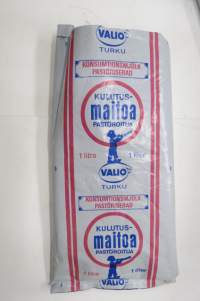 VALIO
TURKU
KONSUMTIONSMJÖLK
PASTÖRISERAD
KULUTUS-
maitoa
PASTÖROITUA
1 litra 1 liter
VALIO
TURKU
KONSUMTIONSMJÖLK
PASTÖRISERAD
KULUTUS-
maitoa
PASTÖROITUA
1 litra 1 liter